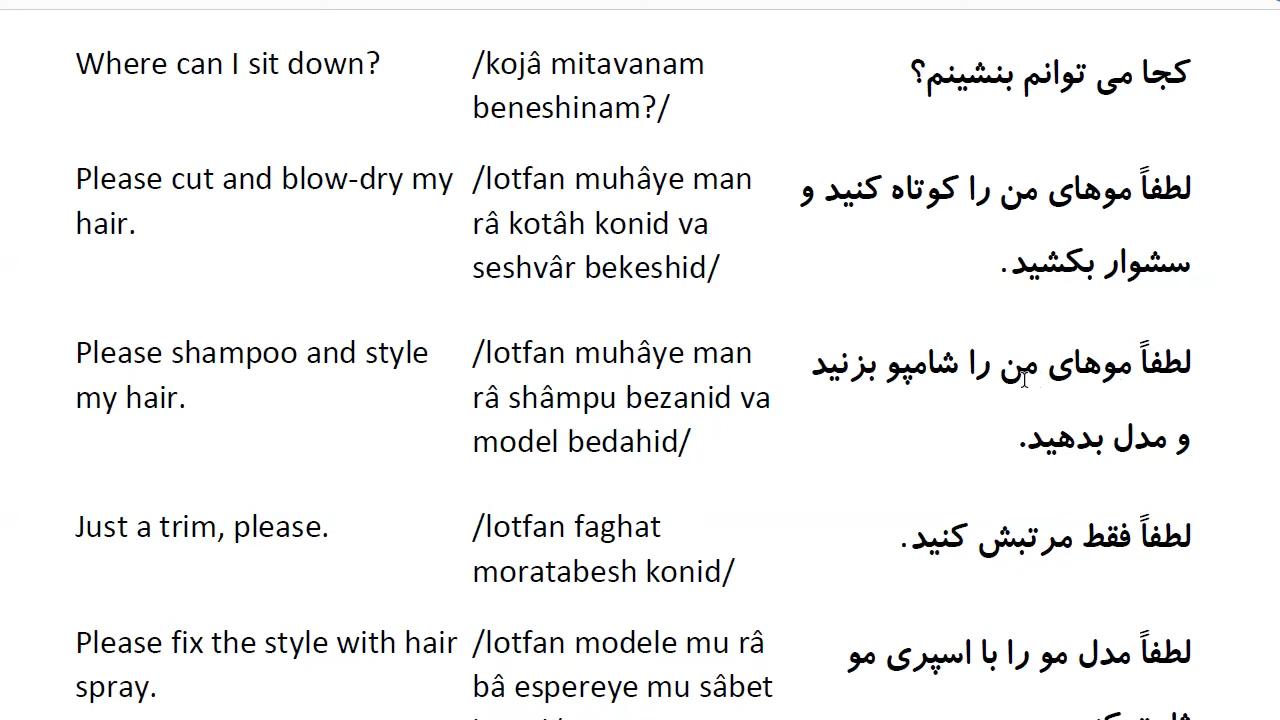 Where can I sit down?
/kojâ mitavanam
beneshinam?/
کجا می توانم بنشینم؟
Please cut and blow-dry my
hair.
/lotfan muhâye man
râ kotâh konid va
seshvâr bekeshid/
لطفاً موهای من را کوتاه کنید و
سشوار بکشید.
Please shampoo and style
my hair.
/lotfan muhâye man
râ shâmpu bezanid va
model bedahid/
لطفاً موهای من را شامپو بزنید
و مدل بدهید.
Just a trim, please.
/lotfan faghat
moratabesh konid/
لطفاً فقط مرتبش کنید.
Please fix the style with hair
spray.
/lotfan modele mu râ
bâ espereye mu sâbet
لطفاً مدل مو را با اسپری مو